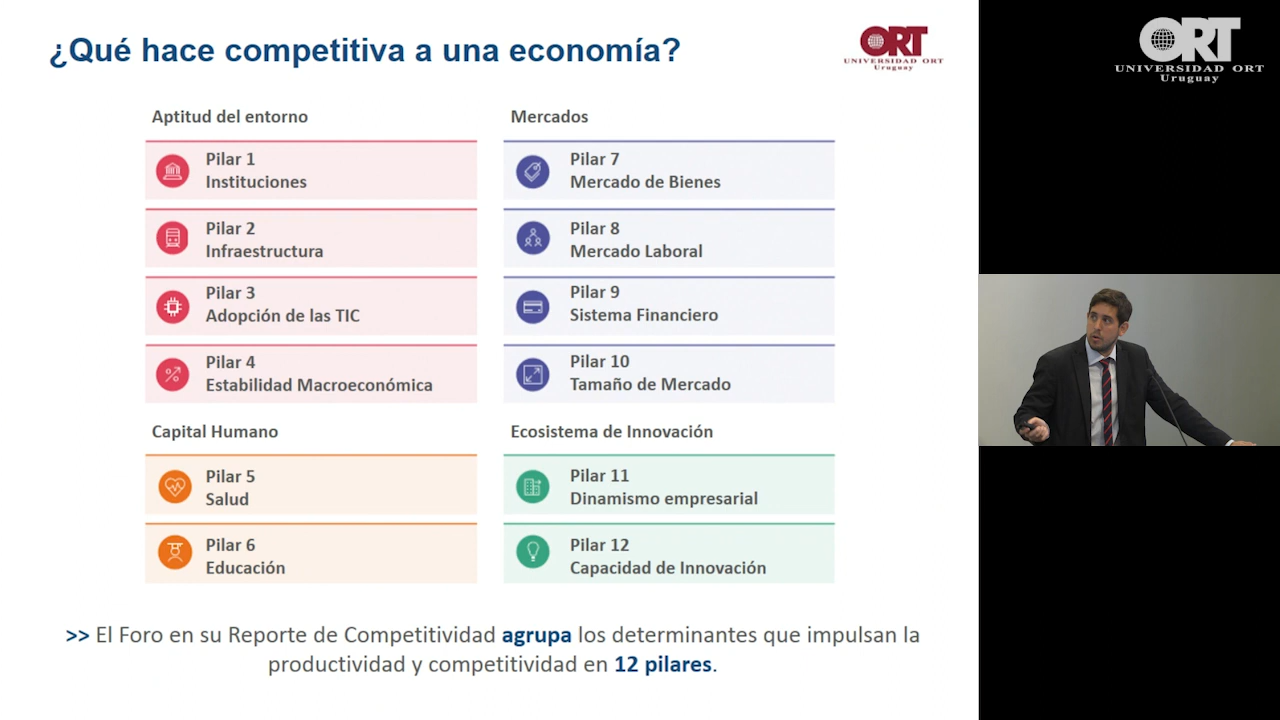 ¿Qué hace competitiva a una economía?
ORT
UNIVERSIDAD ORT
Uruguay
ORT
UNIVERSIDAD ORT
Uruguay
Aptitud del entorno
Pilar 1
Instituciones
Pilar 2
Infraestructura
Pilar 3
Adopción de las TIC
Pilar 4
Estabilidad Macroeconómica
Mercados
Pilar 7
Mercado de Bienes
Pilar 8
Mercado Laboral
Pilar 9
Sistema Financiero
Pilar 10
Tamaño de Mercado
Capital Humano
Pilar 5
Salud
Pilar 6
Educación
Ecosistema de Innovación
Pilar 11
Dinamismo empresarial
Pilar 12
Capacidad de Innovación
>> El Foro en su Reporte de Competitividad agrupa los determinantes que impulsan la
productividad y competitividad en 12 pilares.